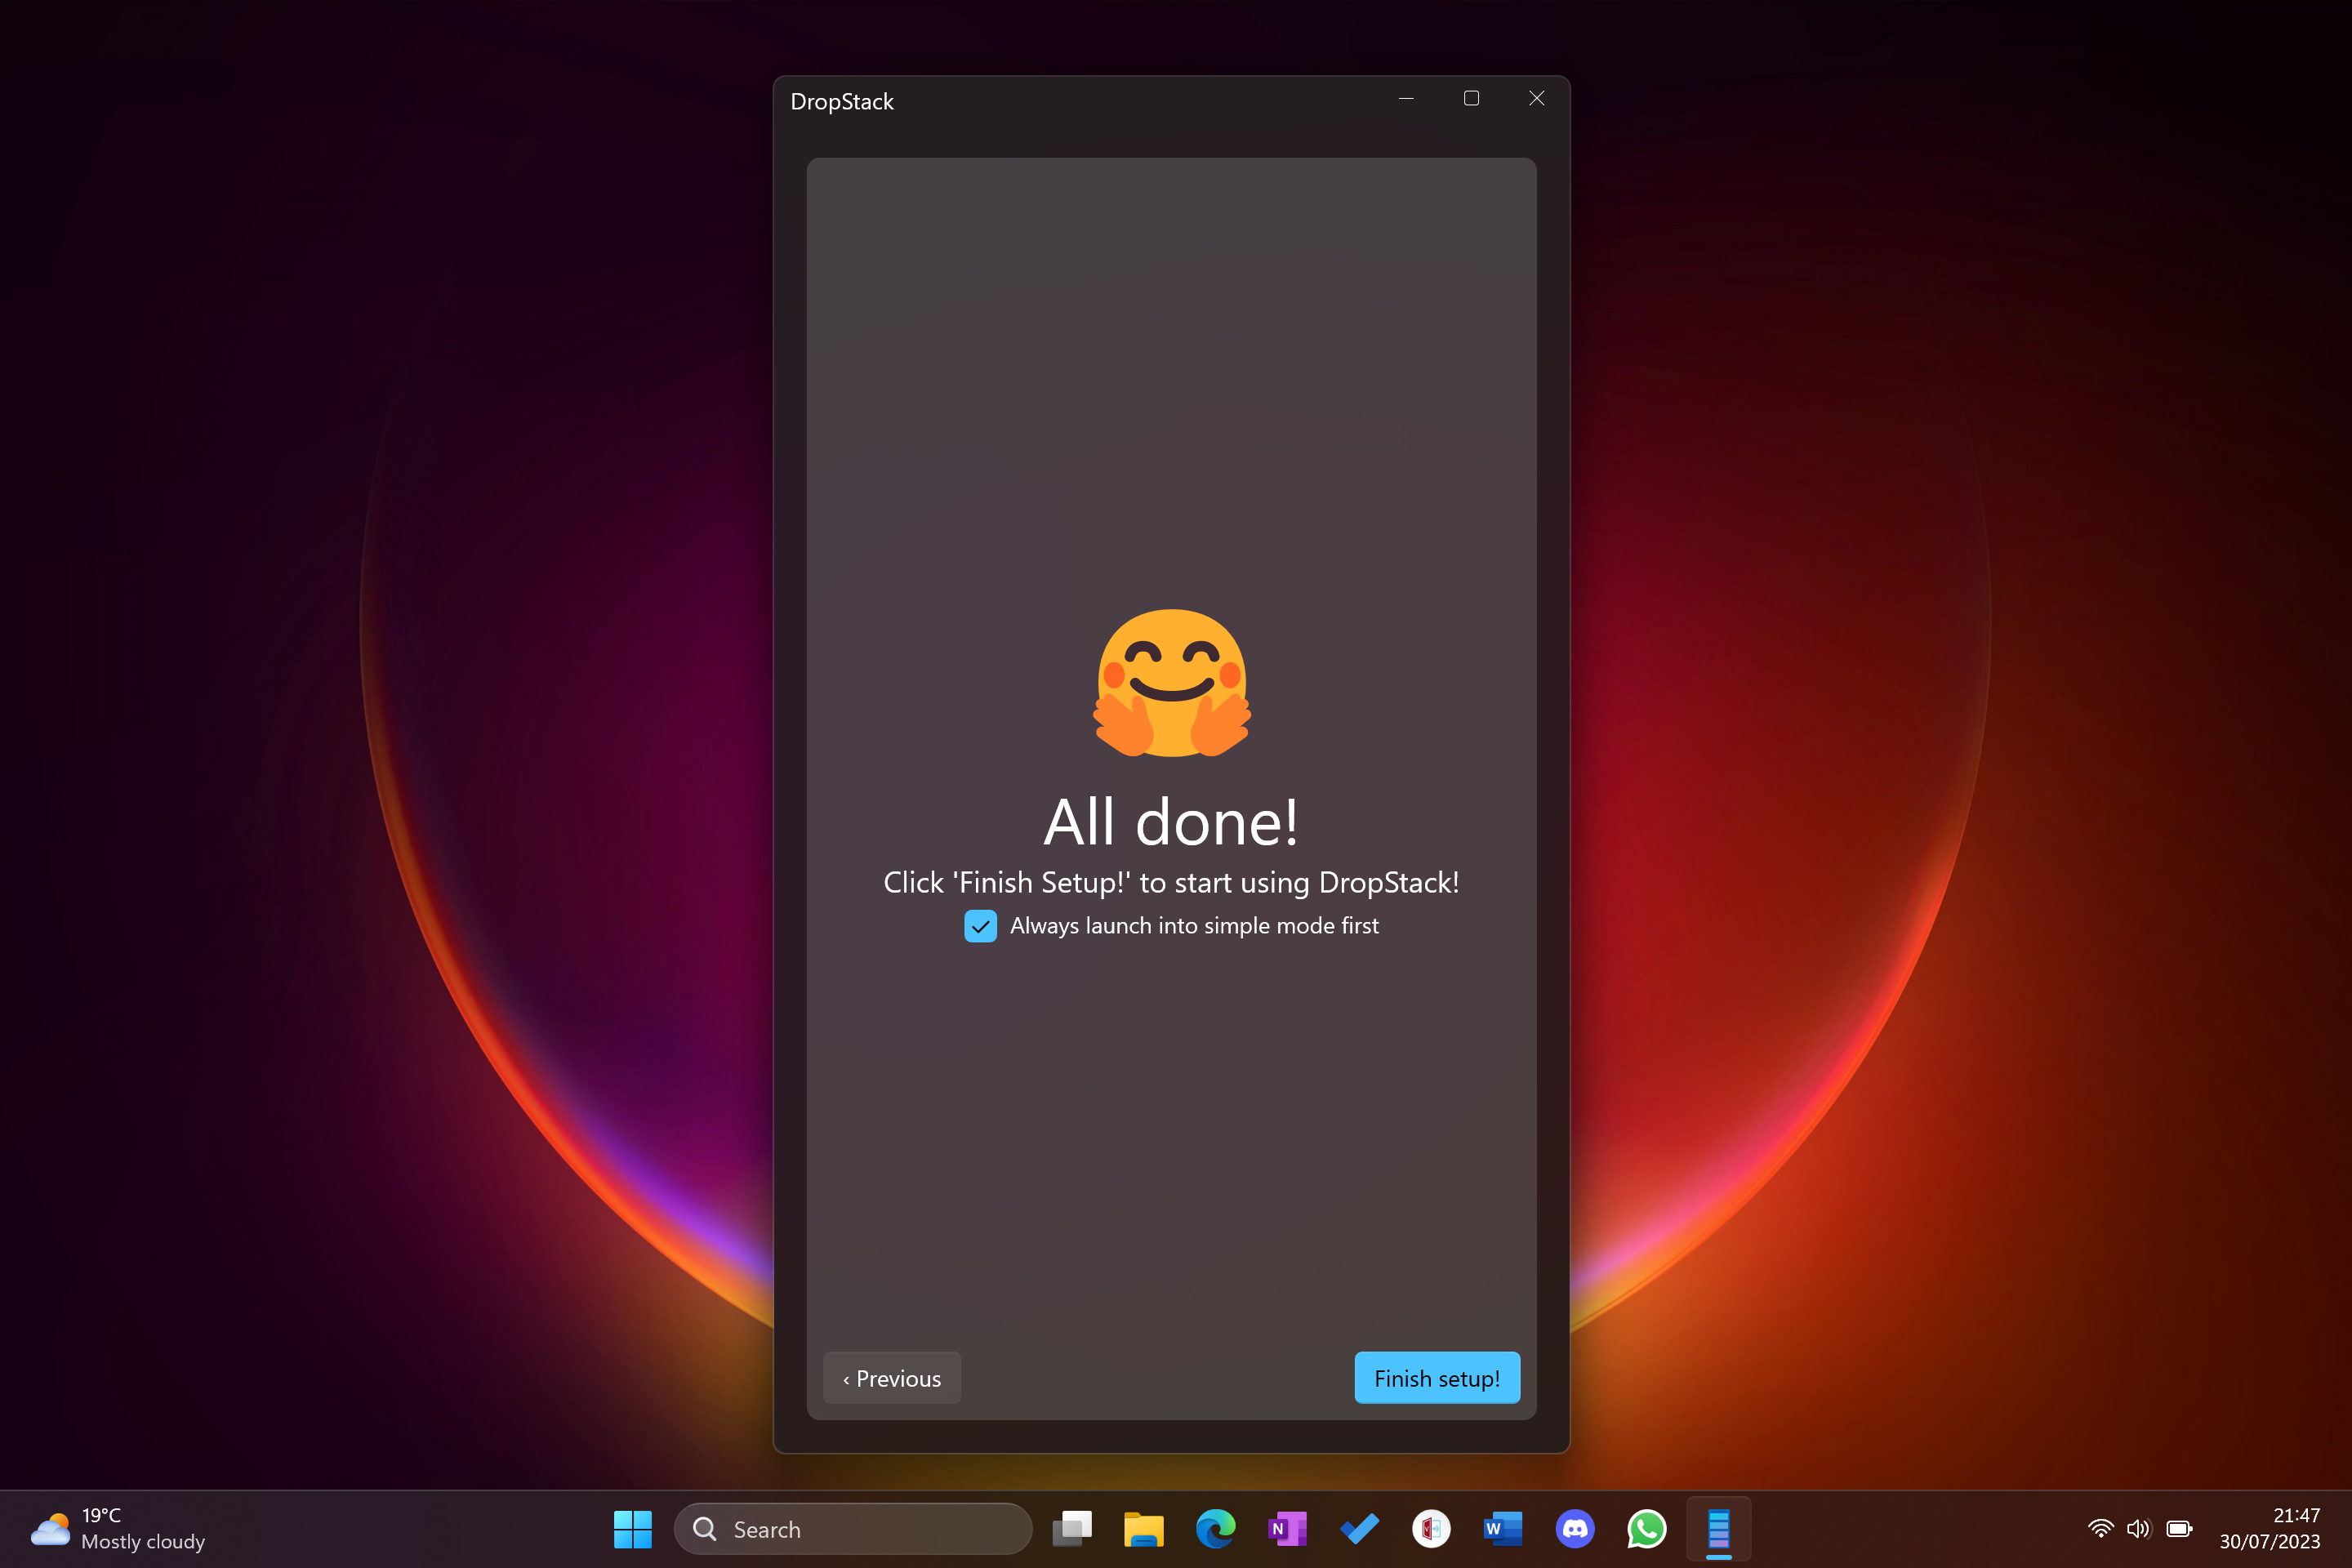 DropStack
All done!
Click 'Finish Setup!' to start using DropStack!
Always launch into simple mode first
‹ Previous
Finish setup!
19°C
Mostly cloudy
Search
N
W
21:47
30/07/2023